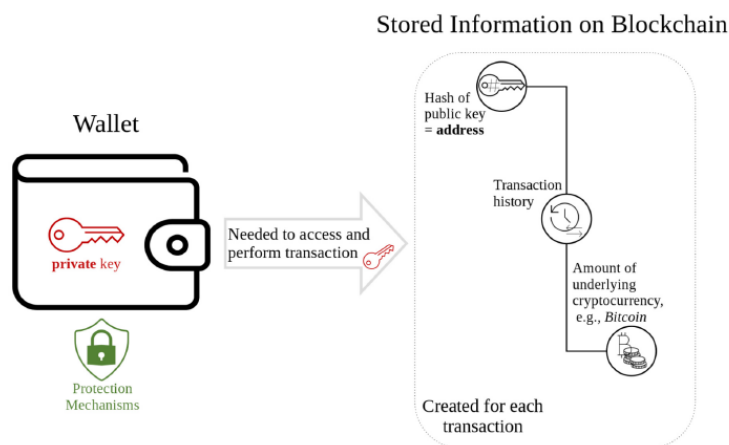 Stored Information on Blockchain
Wallet
private key
Protection
Mechanisms
Needed to access and
perform transaction
Hash of
public key
= address
Transaction
history
Amount of
underlying
cryptocurrency,
e.g., Bitcoin
Created for each
transaction